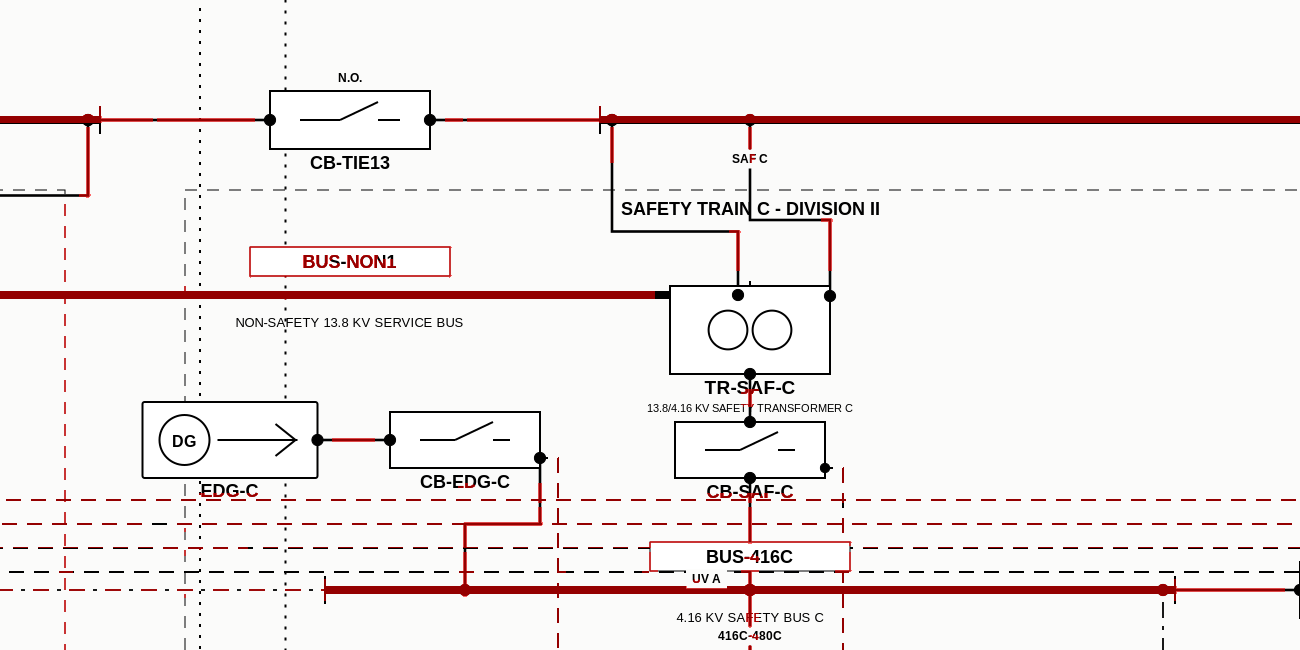 N.O.
CB-TIE13
SAF C
SAFETY TRAIN C - DIVISION II
BUS-NON1
NON-SAFETY 13.8 KV SERVICE BUS
TR-SAF-C
13.8/4.16 KV SAFETY TRANSFORMER C
DG
EDG-C
CB-EDG-C
CB-SAF-C
BUS-416C
UV A
4.16 KV SAFETY BUS C
416C-480C